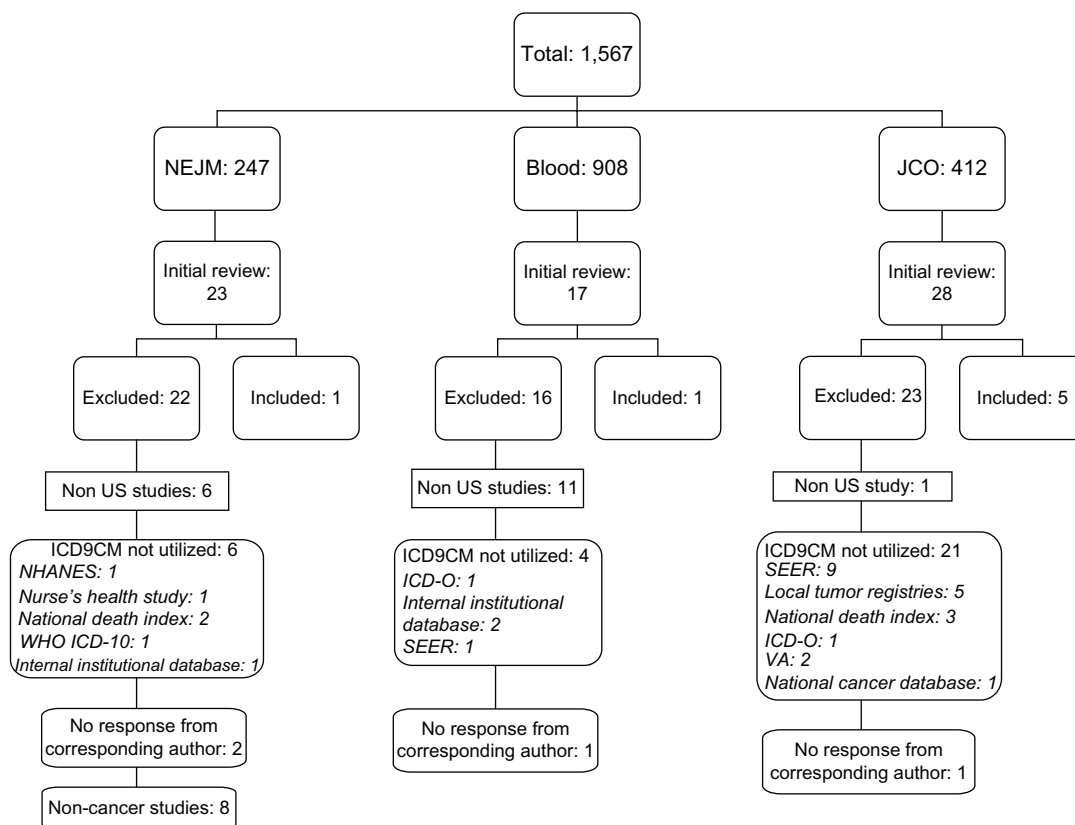 Total: 1,567
NEJM: 247
Blood: 908
JCO: 412
Initial review:
23
Initial review:
17
Initial review:
28
Excluded: 22
Included: 1
Excluded: 16
Included: 1
Excluded: 23
Included: 5
Non US studies: 6
Non US studies: 11
Non US study: 1
ICD9CM not utilized: 6
NHANES: 1
Nurse's health study: 1
National death index: 2
WHO ICD-10: 1
Internal institutional database: 1
ICD9CM not utilized: 4
ICD-O: 1
Internal institutional
database: 2
SEER: 1
ICD9CM not utilized: 21
SEER: 9
Local tumor registries: 5
National death index: 3
ICD-O: 1
VA: 2
National cancer database: 1
No response from
corresponding author: 2
No response from
corresponding author: 1
No response from
corresponding author: 1
Non-cancer studies: 8